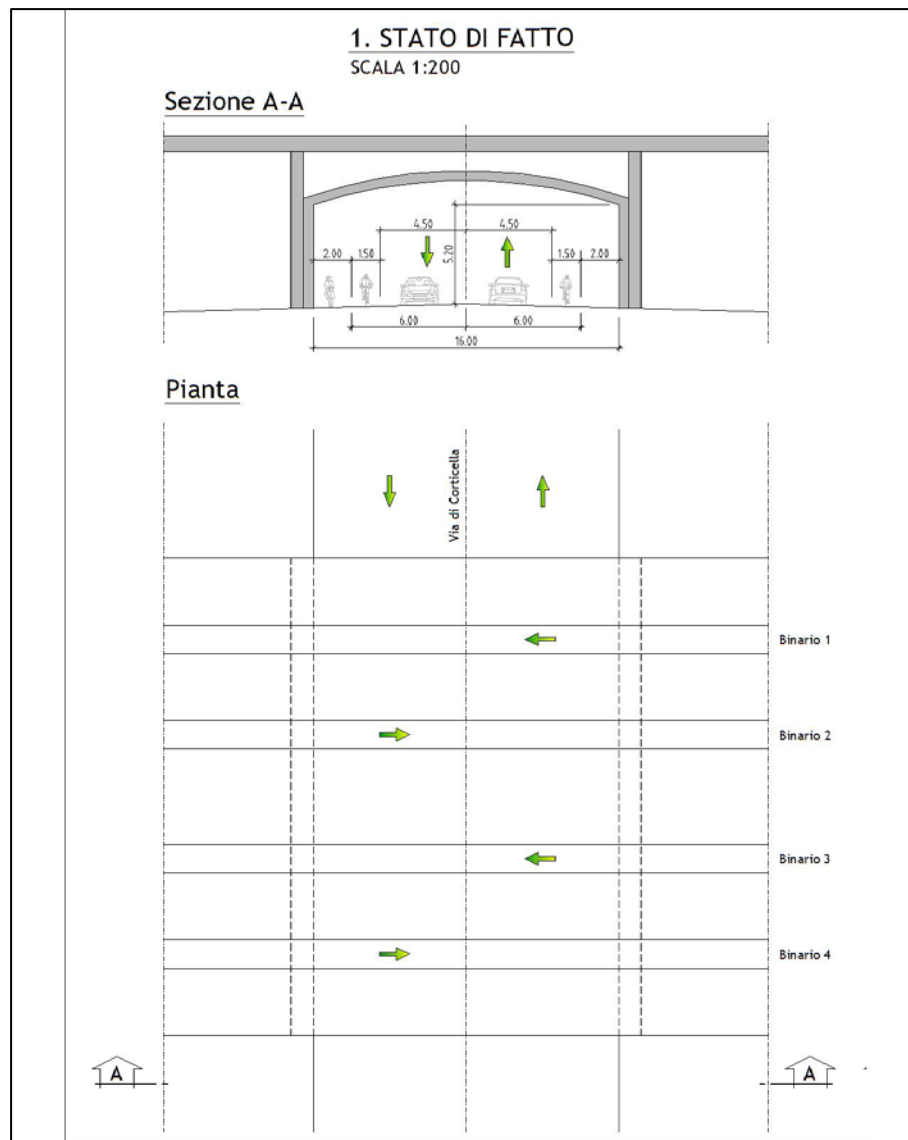 1. STATO DI FATTO
SCALA 1:200
Sezione A-A
4.50 4.50
5.20
2.00 1.50 1.50 2.00
6.00 6.00
16.00
Pianta
Via di Corticella
Binario 1
Binario 2
Binario 3
Binario 4
A A